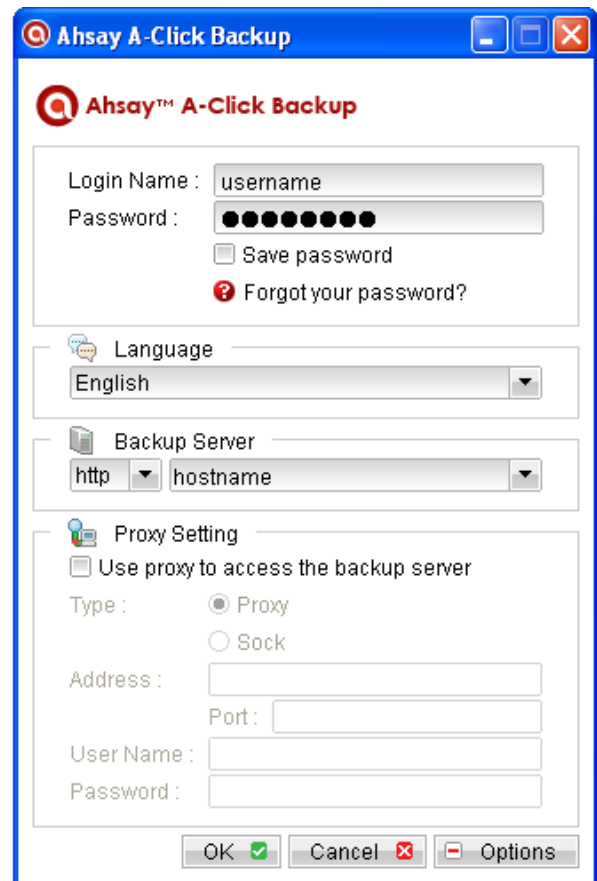 Ahsay A-Click Backup
Ahsay™ A-Click Backup
Login Name : username
Password : ●●●●●●●●
Save password
Forgot your password?
Language
English
Backup Server
http hostname
Proxy Setting
Use proxy to access the backup server
Type : Proxy
Sock
Address :
Port :
User Name :
Password :
OK Cancel Options